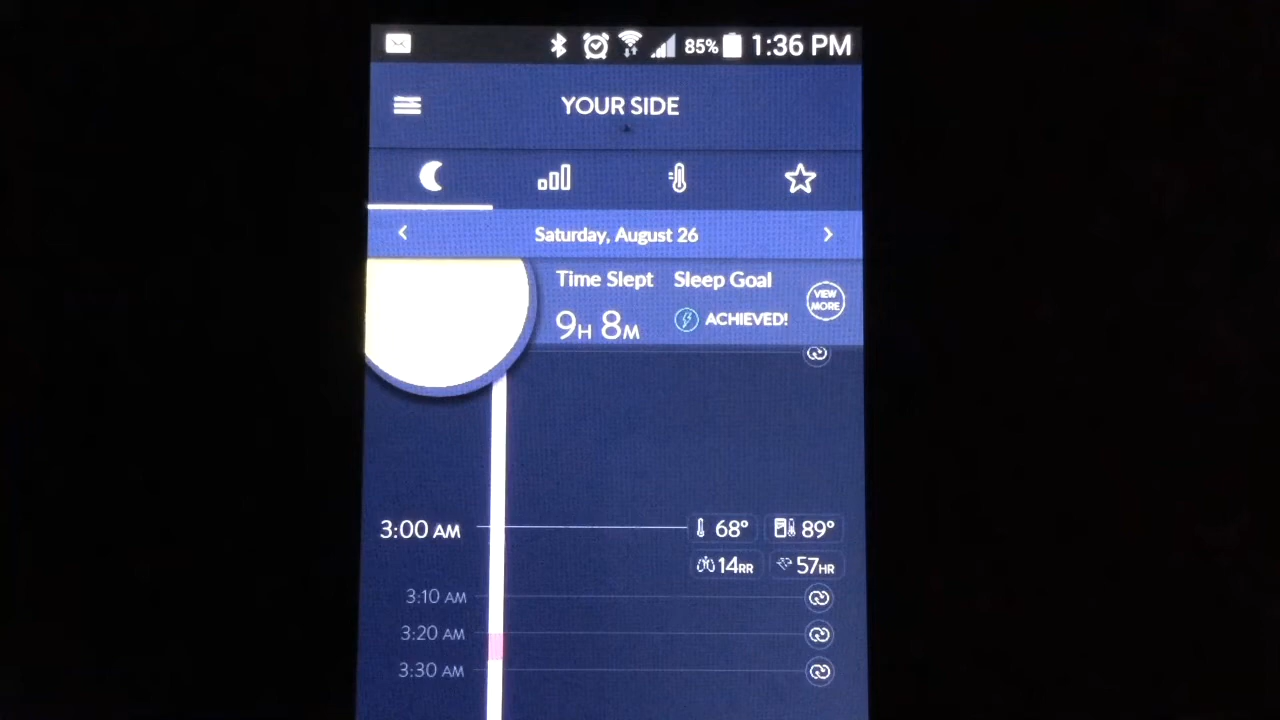 85% 1:36 PM
YOUR SIDE
Saturday, August 26
Time Slept Sleep Goal
9H 8M ACHIEVED!
VIEW
MORE
3:00 AM 68° 89°
14RR 57HR
3:10 AM
3:20 AM
3:30 AM